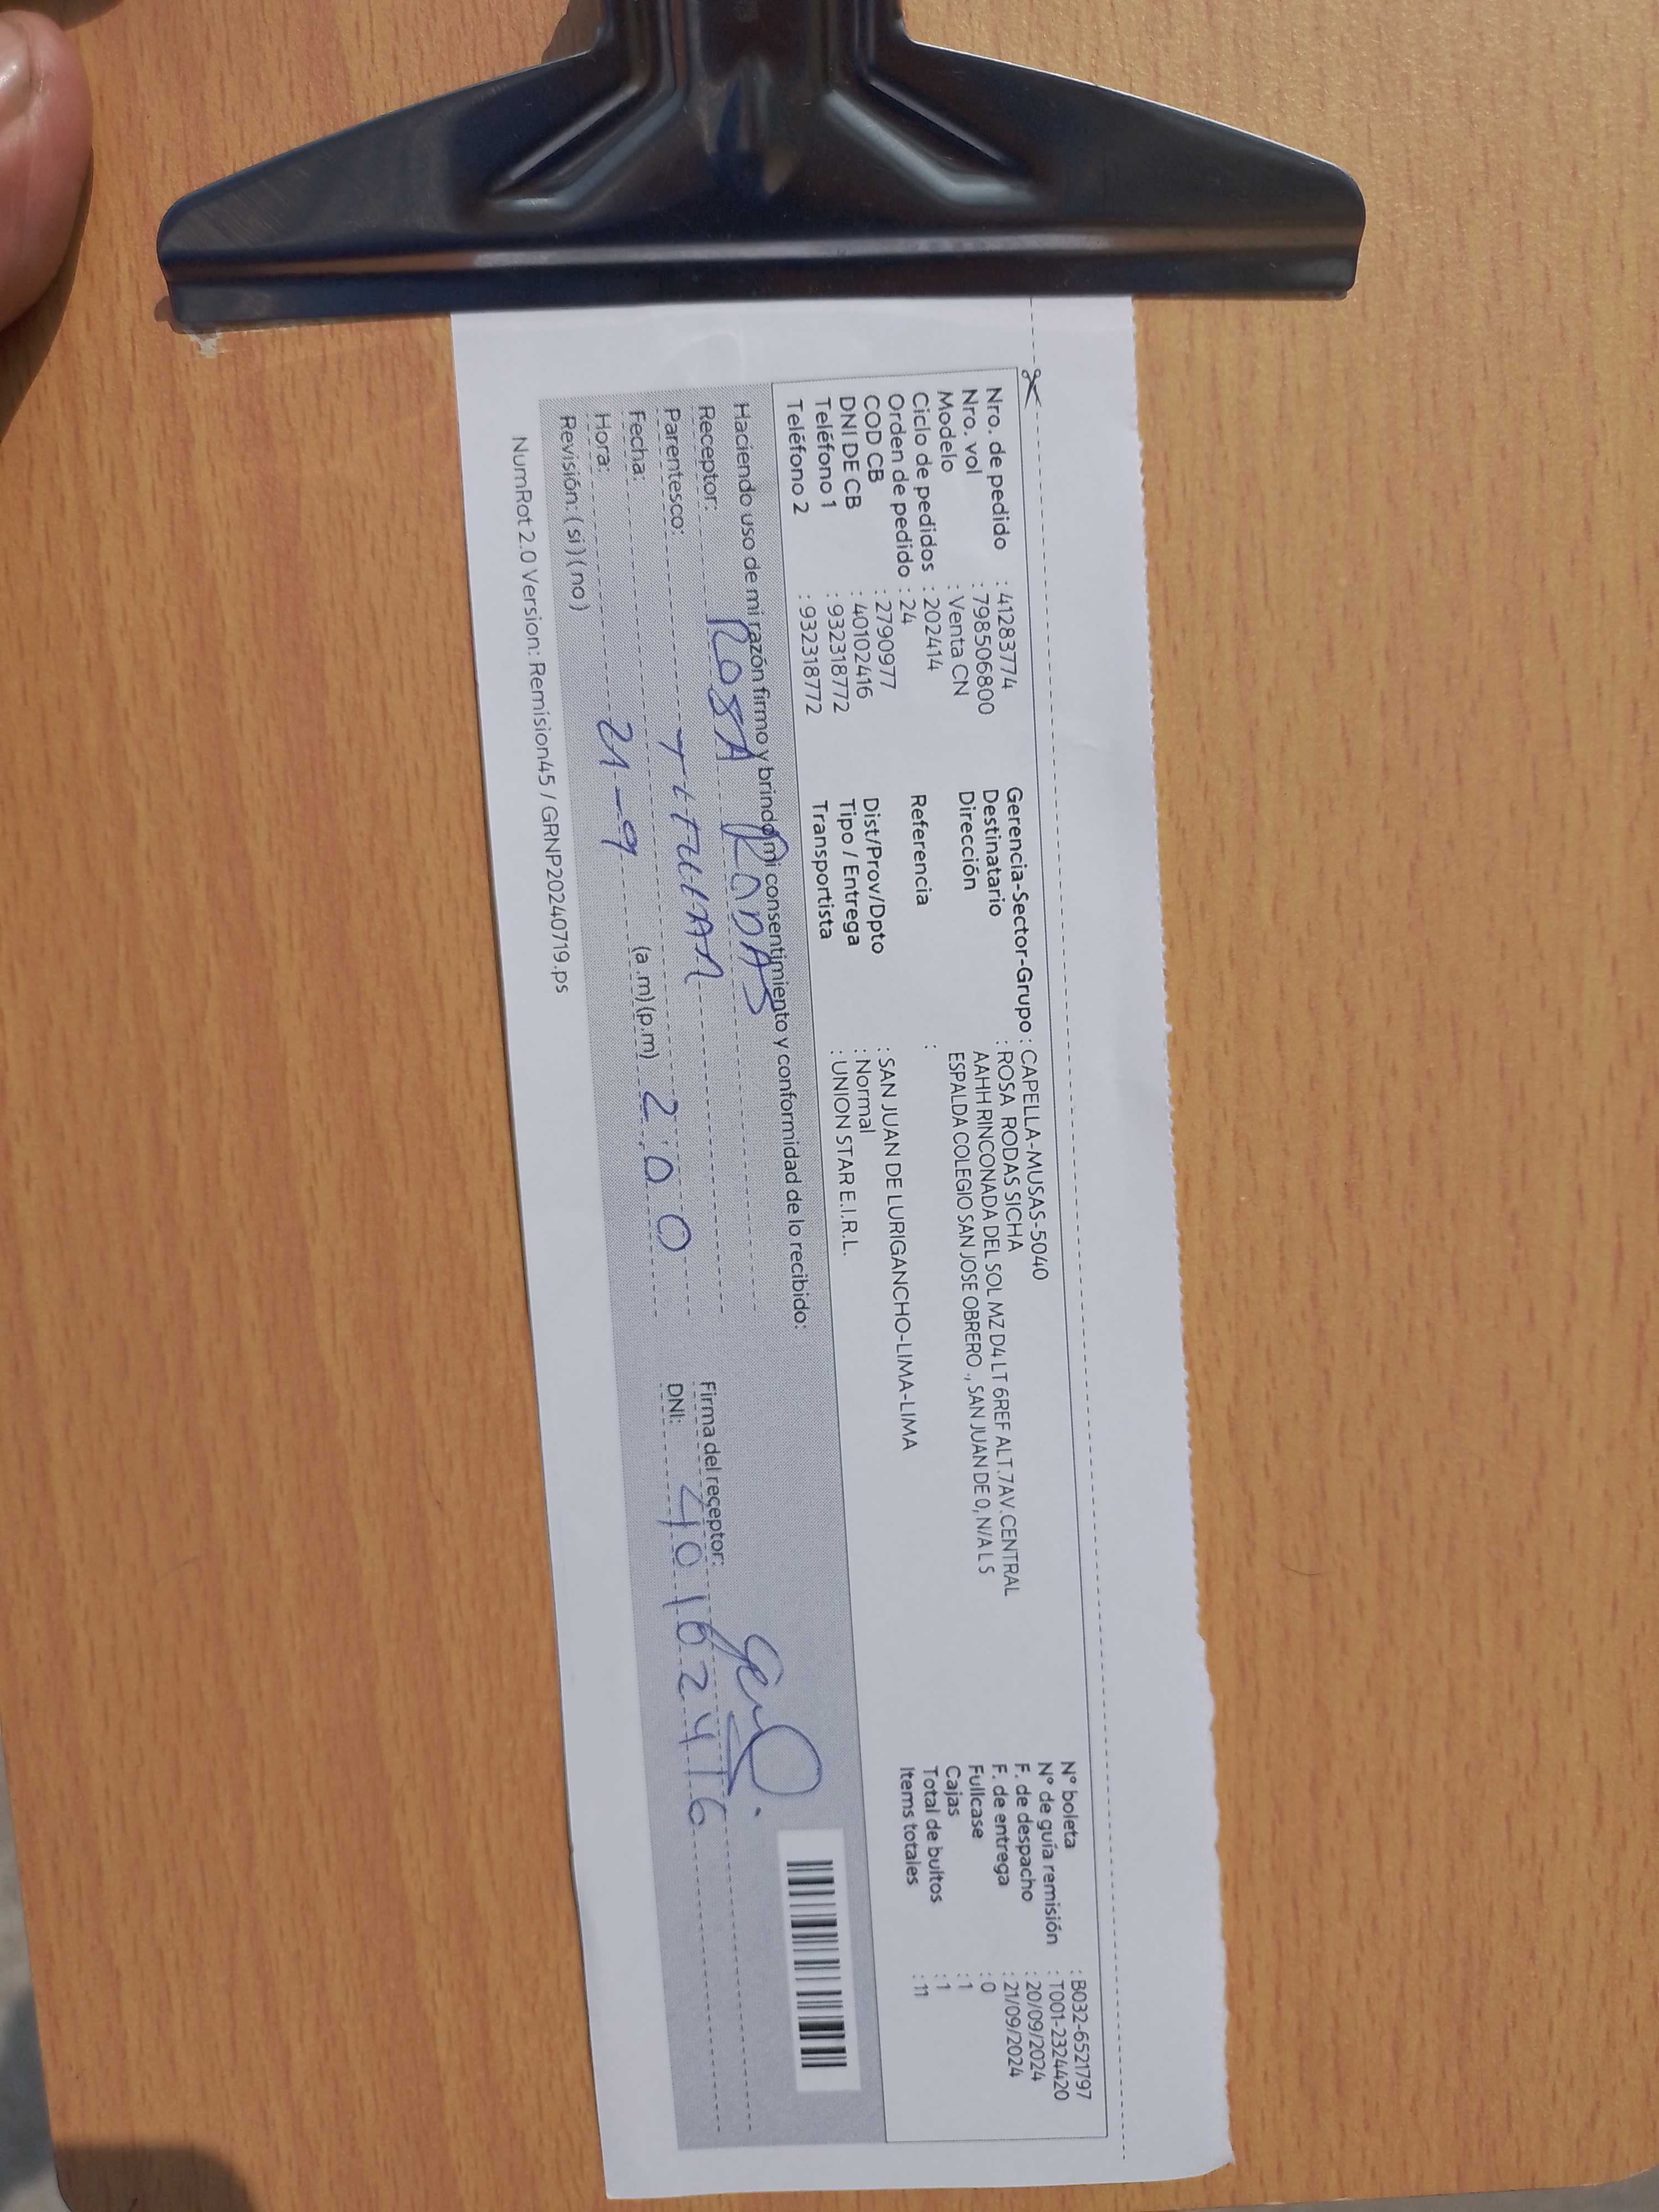 Nro. de pedido : 41283774
Nro. vol : 798506800
Modelo : Venta CN
Ciclo de pedidos : 202414
Orden de pedido : 24
COD CB : 2790977
DNI DE CB : 40102416
Teléfono 1 : 932318772
Teléfono 2 : 932318772
Gerencia-Sector-Grupo : CAPELLA-MUSAS-5040
Destinatario : ROSA RODAS SICHA
Dirección AAHH RINCONADA DEL SOL MZ D4 LT 6REF ALT.7AV.CENTRAL
ESPALDA COLEGIO SAN JOSE OBRERO ., SAN JUAN DE 0, N/A L S
Referencia :
Dist/Prov/Dpto : SAN JUAN DE LURIGANCHO-LIMA-LIMA
Tipo / Entrega : Normal
Transportista : UNION STAR E.I.R.L.
N° boleta : B032-6521797
N° de guía remisión : T001-2324420
F. de despacho : 20/09/2024
F. de entrega : 21/09/2024
Fullcase : 0
Cajas : 1
Total de bultos : 1
Items totales : 11
Haciendo uso de mi razón firmo y brindo mi consentimiento y conformidad de lo recibido:
Receptor: ROSA RODAS
Parentesco:
Fecha: 21-9
Hora: (a.m)(p.m) 2:00
Revisión: (si)(no)
Firma del receptor:
DNI: 40102416
NumRot 2.0 Version: Remision45 / GRNP20240719.ps